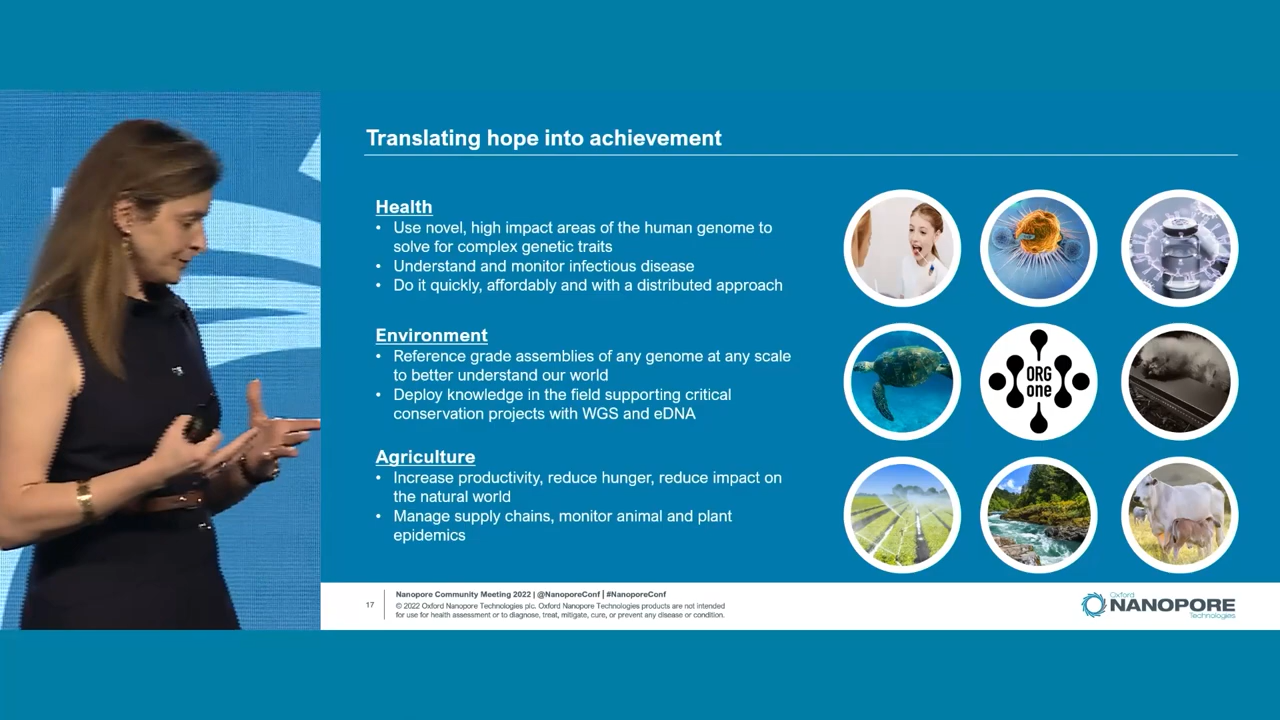 Translating hope into achievement
Health
• Use novel, high impact areas of the human genome to
solve for complex genetic traits
• Understand and monitor infectious disease
• Do it quickly, affordably and with a distributed approach
Environment
• Reference grade assemblies of any genome at any scale
to better understand our world
• Deploy knowledge in the field supporting critical
conservation projects with WGS and eDNA
Agriculture
• Increase productivity, reduce hunger, reduce impact on
the natural world
• Manage supply chains, monitor animal and plant
epidemics
ORG
one
17
Nanopore Community Meeting 2022 | @NanoporeConf | #NanoporeConf
© 2022 Oxford Nanopore Technologies plc. Oxford Nanopore Technologies products are not intended
for use for health assessment or to diagnose, treat, mitigate, cure, or prevent any disease or condition.
Oxford
NANOPORE
Technologies